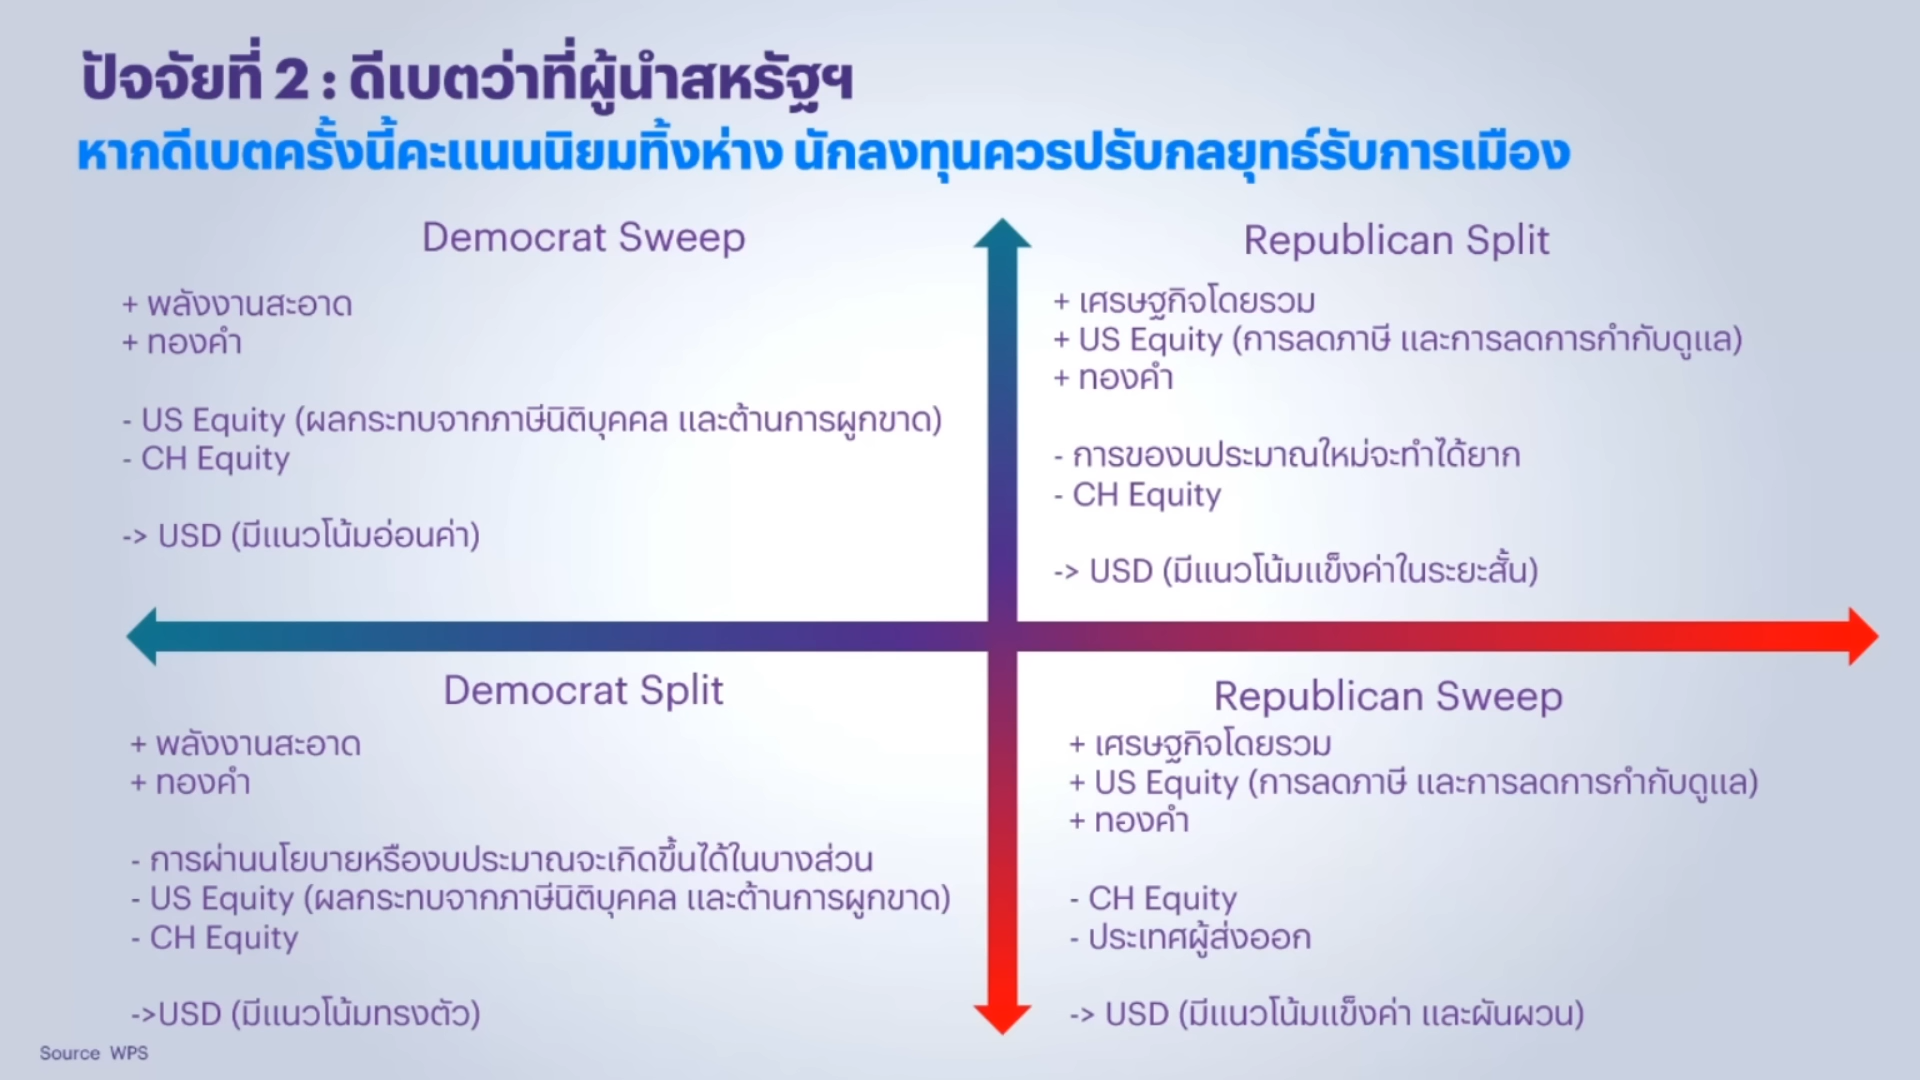 ปัจจัยที่ 2 : ดีเบตว่าที่ผู้นำสหรัฐฯ
หากดีเบตครั้งนี้คะแนนนิยมทิ้งห่าง นักลงทุนควรปรับกลยุทธ์รับการเมือง
Democrat Sweep
+ พลังงานสะอาด
+ ทองคำ
- US Equity (ผลกระทบจากภาษีนิติบุคคล และต้านการผูกขาด)
- CH Equity
-> USD (มีแนวโน้มอ่อนค่า)
Republican Split
+ เศรษฐกิจโดยรวม
+ US Equity (การลดภาษี และการลดการกำกับดูแล)
+ ทองคำ
- การของบประมาณใหม่จะทำได้ยาก
- CH Equity
-> USD (มีแนวโน้มแข็งค่าในระยะสั้น)
Democrat Split
+ พลังงานสะอาด
+ ทองคำ
- การผ่านนโยบายหรืองบประมาณจะเกิดขึ้นได้ในบางส่วน
- US Equity (ผลกระทบจากภาษีนิติบุคคล และต้านการผูกขาด)
- CH Equity
->USD (มีแนวโน้มทรงตัว)
Republican Sweep
+ เศรษฐกิจโดยรวม
+ US Equity (การลดภาษี และการลดการกำกับดูแล)
+ ทองคำ
- CH Equity
- ประเทศผู้ส่งออก
-> USD (มีแนวโน้มแข็งค่า และผันผวน)
Source WPS